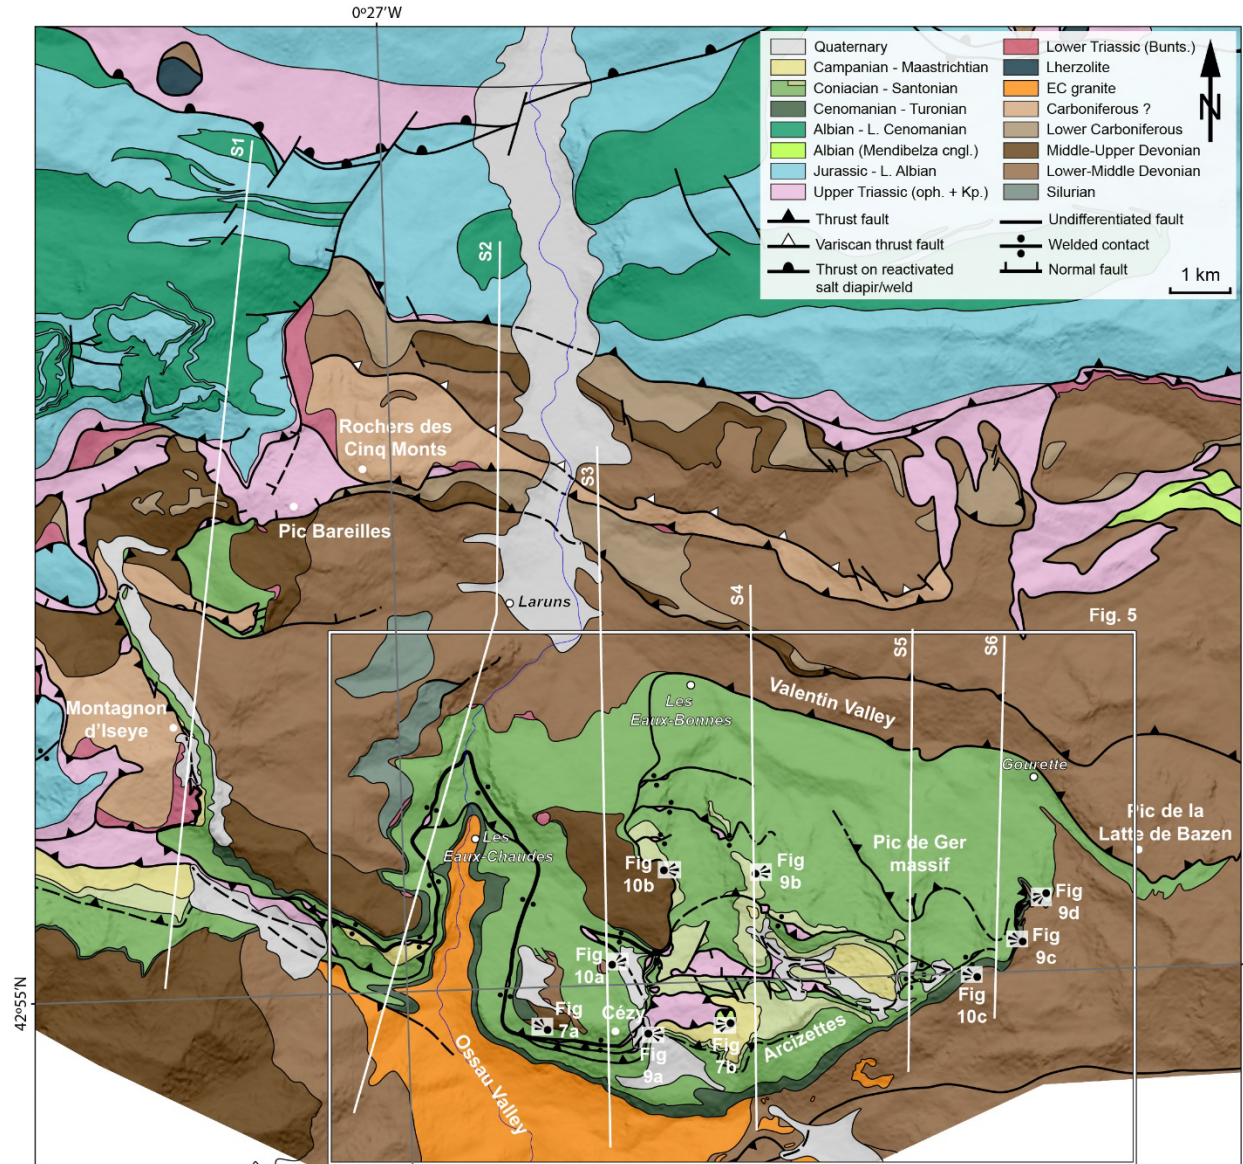 0º27'W
Quaternary
Campanian - Maastrichtian
Coniacian - Santonian
Cenomanian - Turonian
Albian - L. Cenomanian
Albian (Mendibelza cngl.)
Jurassic - L. Albian
Upper Triassic (oph. + Kp.)
Lower Triassic (Bunts.)
Lherzolite
EC granite
Carboniferous ?
Lower Carboniferous
Middle-Upper Devonian
Lower-Middle Devonian
Silurian
Thrust fault
Variscan thrust fault
Thrust on reactivated
salt diapir/weld
Undifferentiated fault
Welded contact
Normal fault
N
1 km
S1
S2
S3
Rochers des
Cinq Monts
Pic Bareilles
Laruns
S4
S5
S6
Fig. 5
Montagnon
d'Iseye
Les
Eaux-Bonnes
Valentin Valley
Gourette
Pic de la
Latte de Bazen
Les
Eaux-Chaudes
Pic de Ger
massif
Fig
10b
Fig
9b
Fig
9d
Fig
9c
Fig
10a
Fig
10c
42º55'N
Fig
7a
Cézy
Fig
9a
Fig
7b
Arcizettes
Ossau Valley